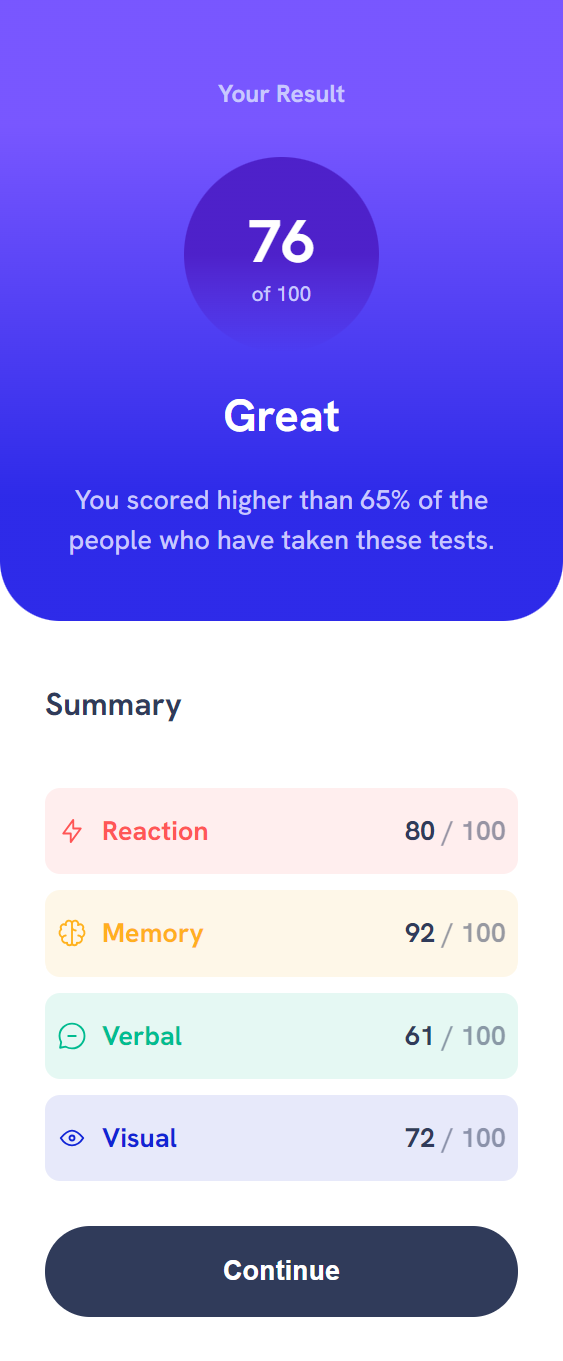 Your Result
76
of 100
Great
You scored higher than 65% of the
people who have taken these tests.
Summary
Reaction 80 / 100
Memory 92 / 100
Verbal 61 / 100
Visual 72 / 100
Continue